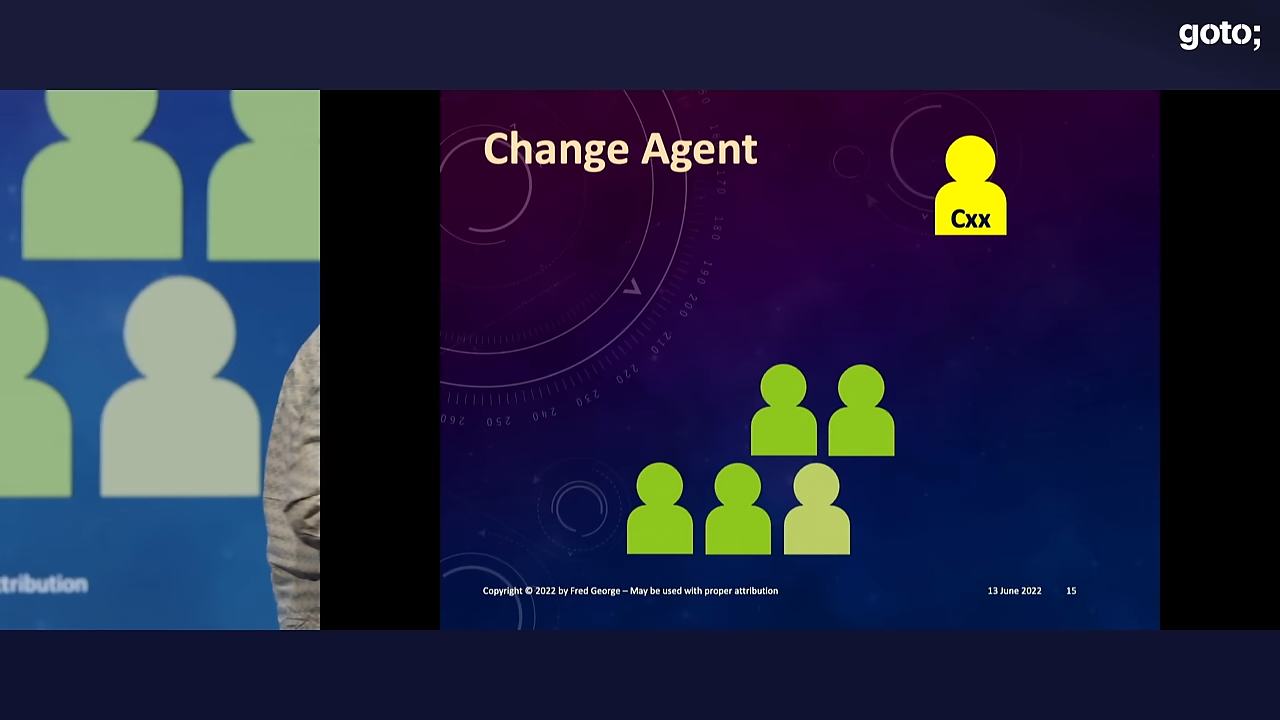 goto;
Change Agent
Cxx
ttribution
Copyright © 2022 by Fred George – May be used with proper attribution
13 June 2022
15